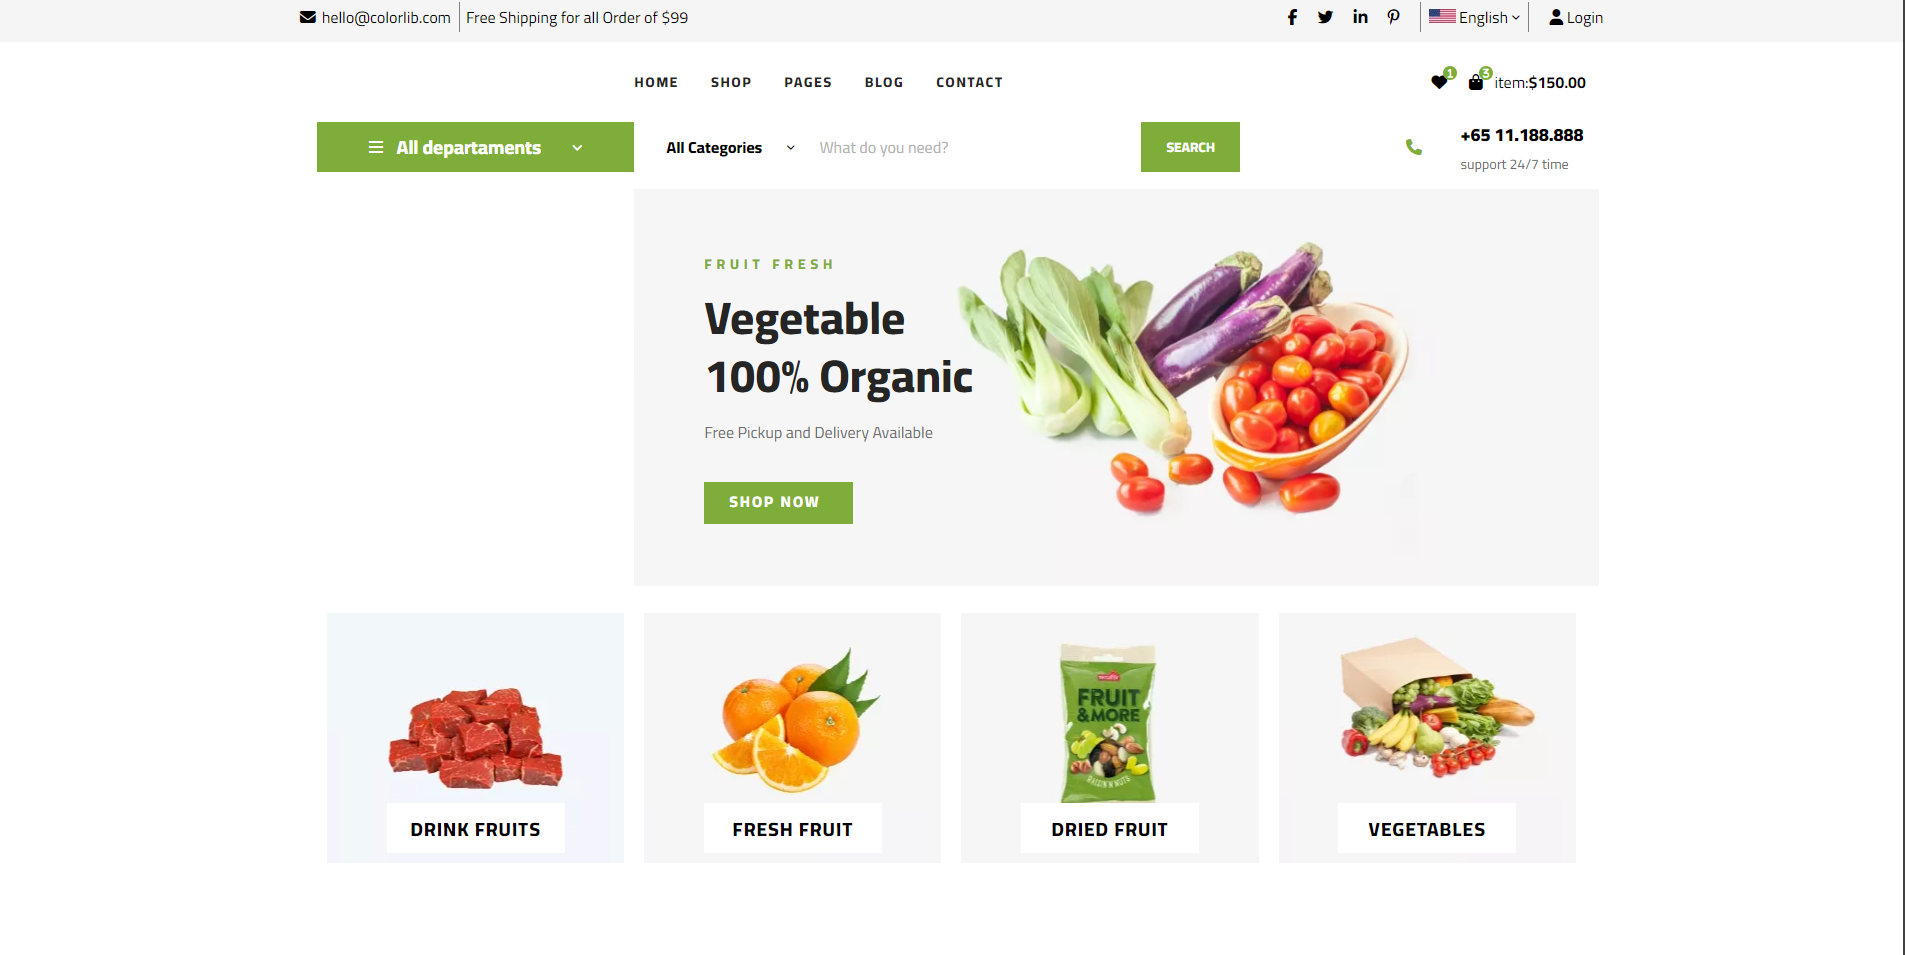 hello@colorlib.com
Free Shipping for all Order of $99
English
Login
HOME SHOP PAGES BLOG CONTACT
1
3
item:$150.00
All departaments
All Categories
What do you need?
SEARCH
+65 11.188.888
support 24/7 time
FRUIT FRESH
Vegetable
100% Organic
Free Pickup and Delivery Available
SHOP NOW
DRINK FRUITS
FRESH FRUIT
FRUIT
&MORE
RAISIN N NUTS
DRIED FRUIT
VEGETABLES